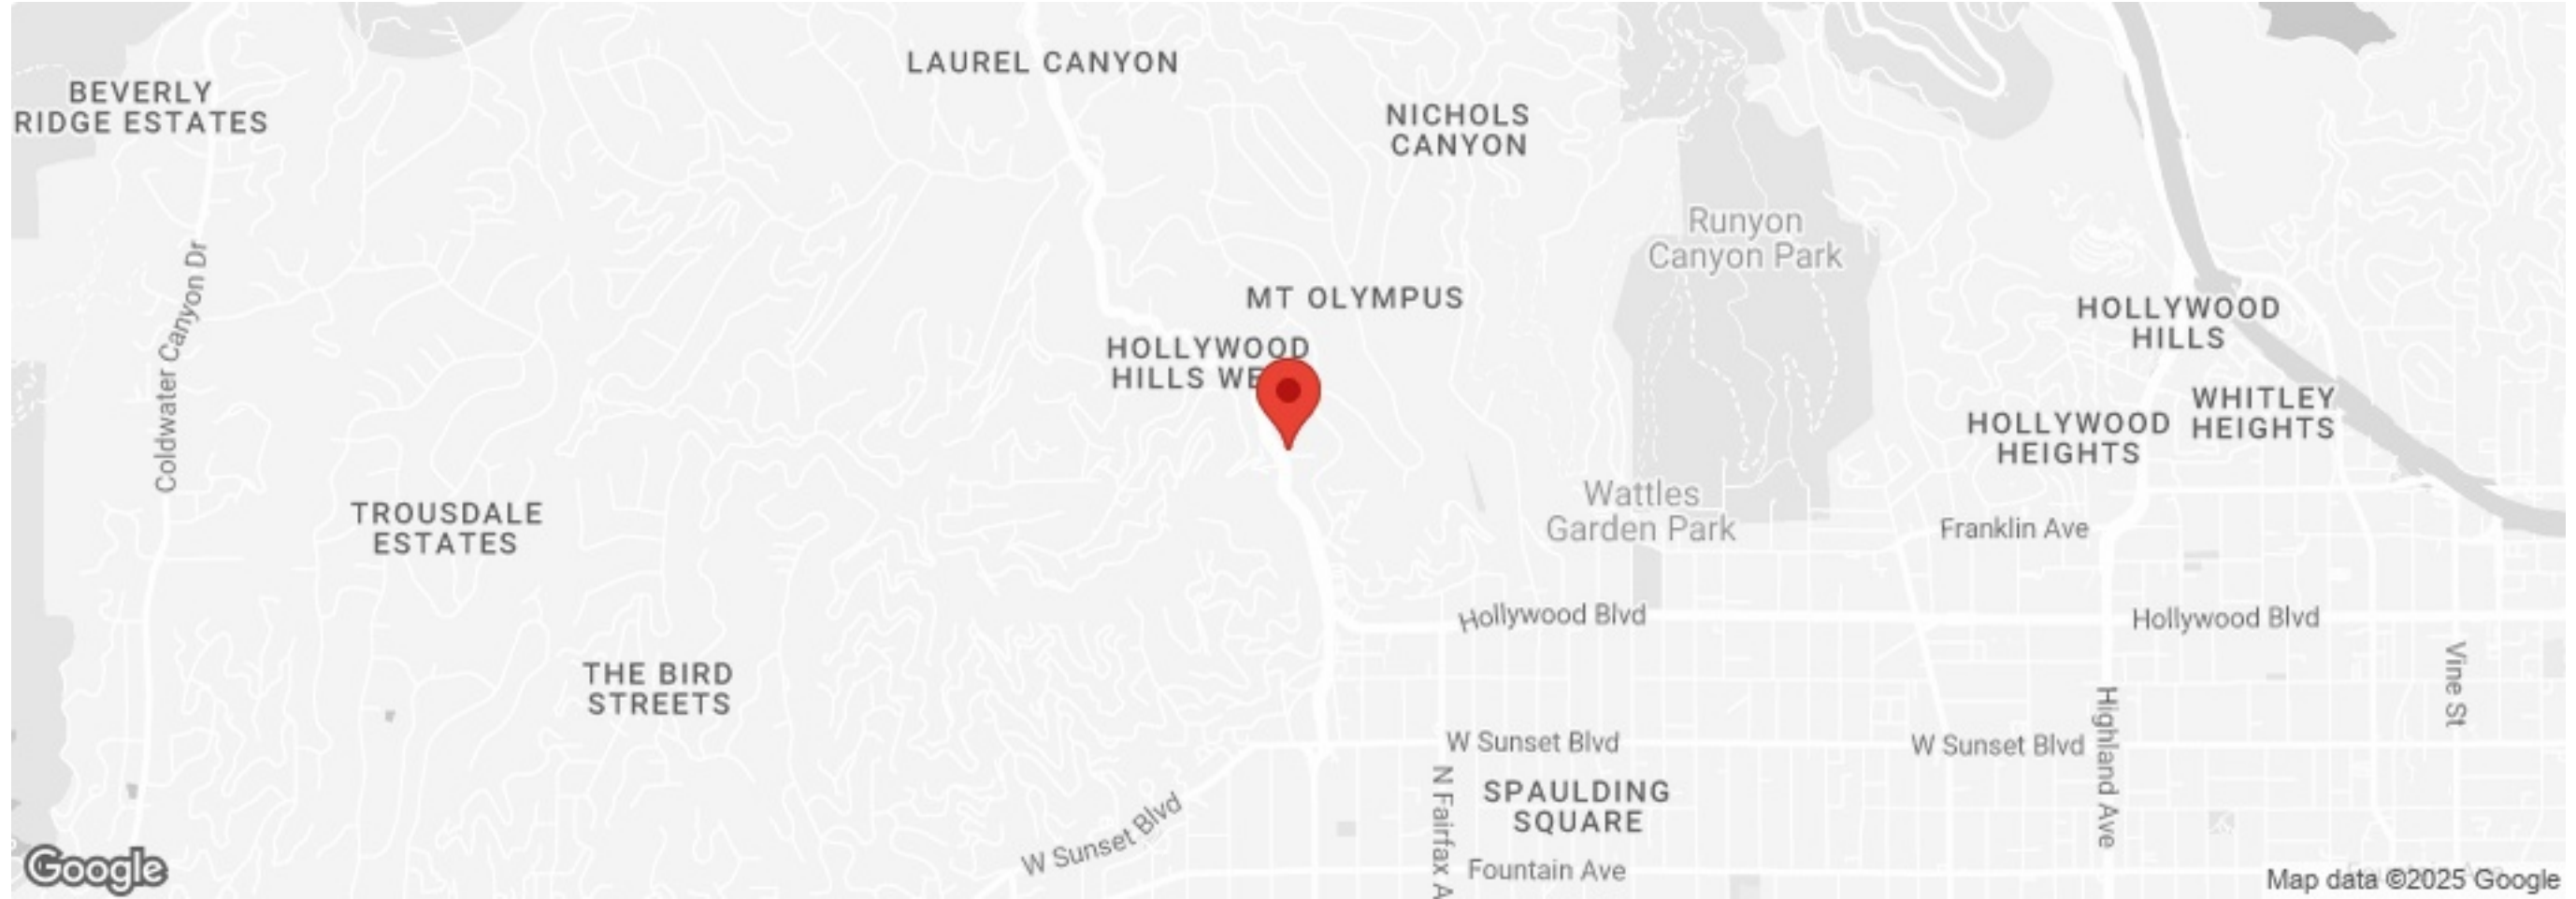 LAUREL CANYON
BEVERLY
RIDGE ESTATES
NICHOLS
CANYON
Runyon
Canyon Park
Coldwater Canyon Dr
MT OLYMPUS
HOLLYWOOD
HILLS WE
HOLLYWOOD
HILLS
WHITLEY
HEIGHTS
HOLLYWOOD
HEIGHTS
TROUSDALE
ESTATES
Wattles
Garden Park
Franklin Ave
Hollywood Blvd
Hollywood Blvd
THE BIRD
STREETS
Vine St
Highland Ave
W Sunset Blvd
W Sunset Blvd
W Sunset Blvd
N Fairfax A
SPAULDING
SQUARE
Fountain Ave
Google
Map data ©2025 Google